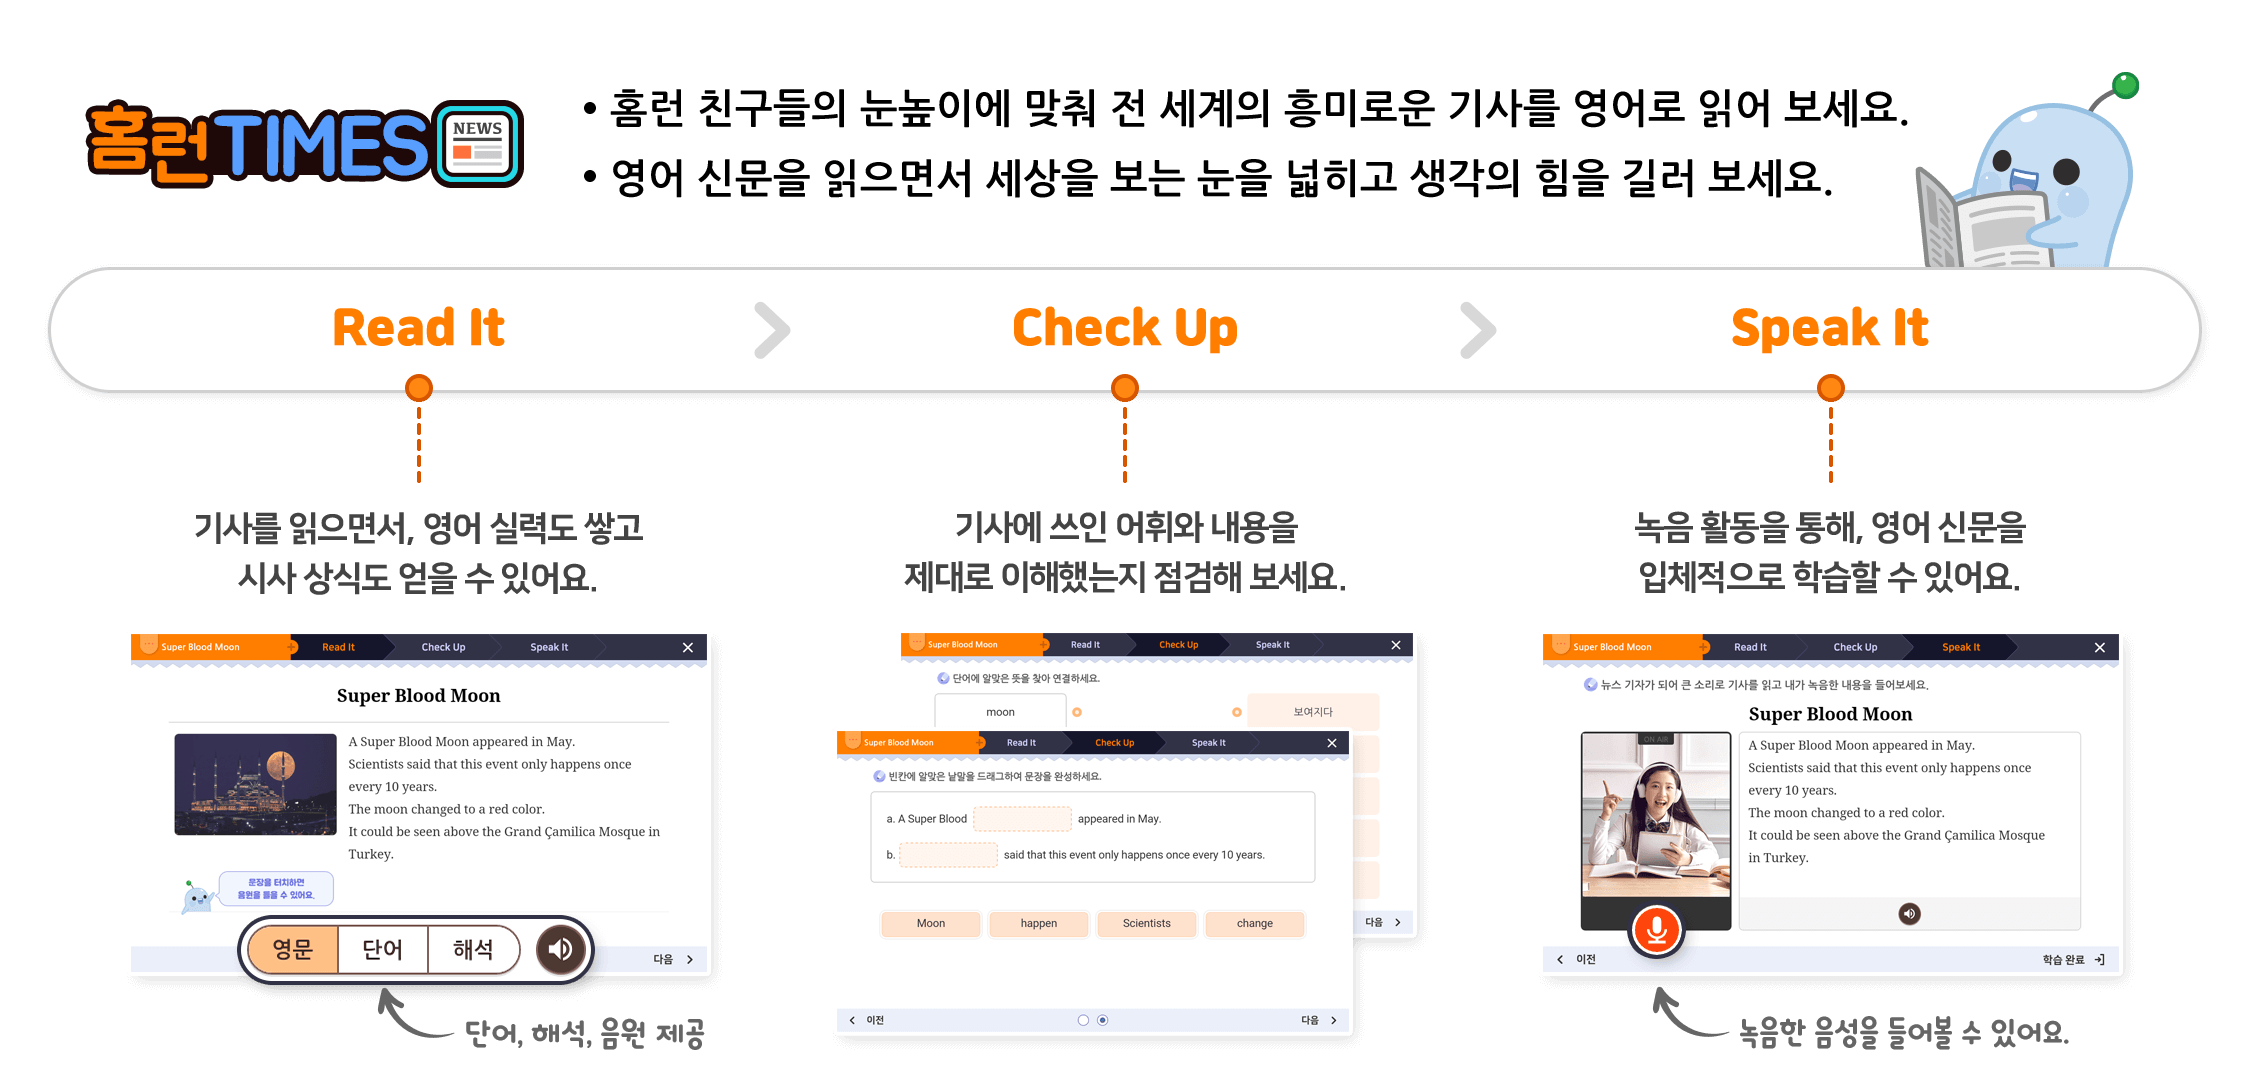 홈런TIMES
NEWS
• 홈런 친구들의 눈높이에 맞춰 전 세계의 흥미로운 기사를 영어로 읽어 보세요.
• 영어 신문을 읽으면서 세상을 보는 눈을 넓히고 생각의 힘을 길러 보세요.
Read It
Check Up
Speak It
기사를 읽으면서, 영어 실력도 쌓고
시사 상식도 얻을 수 있어요.
Super Blood Moon
Read It
Check Up
Speak It
Super Blood Moon
A Super Blood Moon appeared in May.
Scientists said that this event only happens once
every 10 years.
The moon changed to a red color.
It could be seen above the Grand Çamilica Mosque in
Turkey.
문장을 터치하면
음원을 들을 수 있어요.
영문
단어
해석
다음
단어, 해석, 음원 제공
기사에 쓰인 어휘와 내용을
제대로 이해했는지 점검해 보세요.
Super Blood Moon
Read It
Check Up
Speak It
단어에 알맞은 뜻을 찾아 연결하세요.
moon
보여지다
다음
Super Blood Moon
Read It
Check Up
Speak It
빈칸에 알맞은 낱말을 드래그하여 문장을 완성하세요.
a. A Super Blood appeared in May.
b. said that this event only happens once every 10 years.
Moon
happen
Scientists
change
이전
다음
녹음 활동을 통해, 영어 신문을
입체적으로 학습할 수 있어요.
Super Blood Moon
Read It
Check Up
Speak It
뉴스 기자가 되어 큰 소리로 기사를 읽고 내가 녹음한 내용을 들어보세요.
Super Blood Moon
ON AIR
A Super Blood Moon appeared in May.
Scientists said that this event only happens once
every 10 years.
The moon changed to a red color.
It could be seen above the Grand Çamilica Mosque
in Turkey.
이전
학습 완료
녹음한 음성을 들어볼 수 있어요.